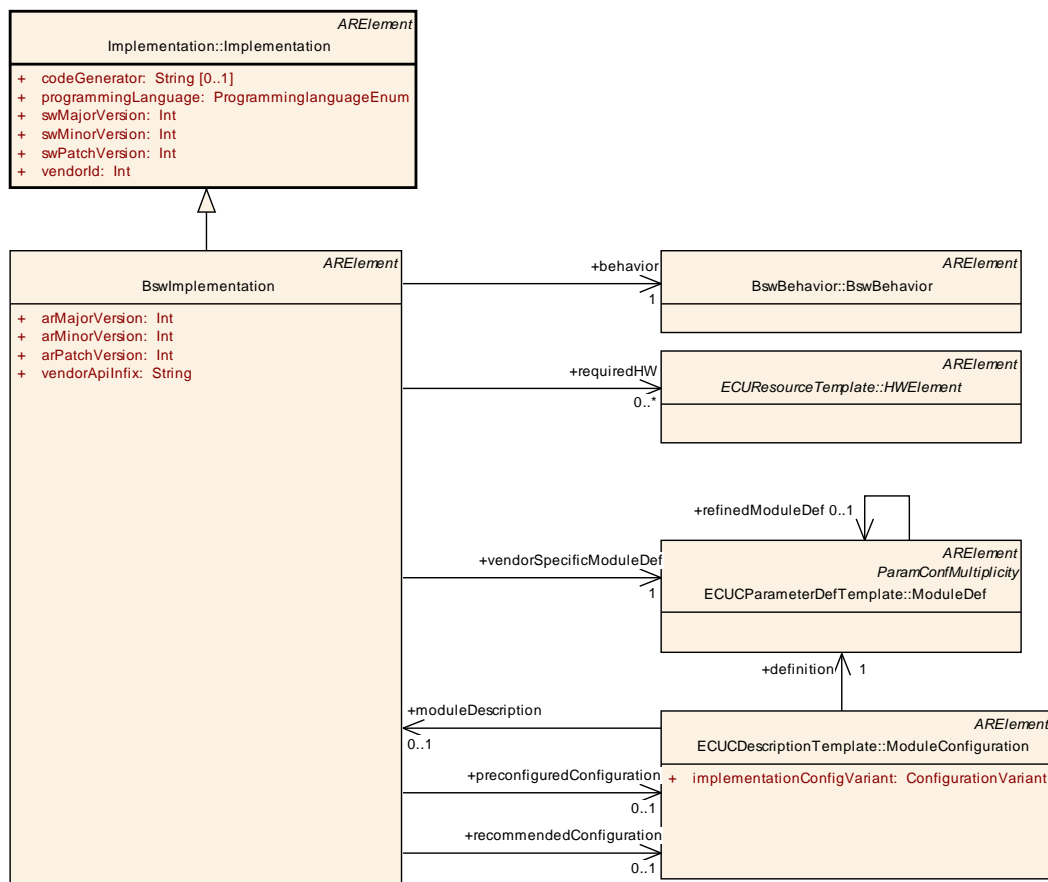 ARElement
Implementation::Implementation
+ codeGenerator: String [0..1]
+ programmingLanguage: ProgramminglanguageEnum
+ swMajorVersion: Int
+ swMinorVersion: Int
+ swPatchVersion: Int
+ vendorId: Int
ARElement
BswImplementation
+ arMajorVersion: Int
+ arMinorVersion: Int
+ arPatchVersion: Int
+ vendorApiInfix: String
+behavior
1
ARElement
BswBehavior::BswBehavior
+requiredHW
0..*
ARElement
ECUResourceTemplate::HWElement
+refinedModuleDef 0..1
+vendorSpecificModuleDef
1
ARElement
ParamConfMultiplicity
ECUCParameterDefTemplate::ModuleDef
+definition 1
+moduleDescription
0..1
ARElement
ECUCDescriptionTemplate::ModuleConfiguration
+ implementationConfigVariant: ConfigurationVariant
+preconfiguredConfiguration
0..1
+recommendedConfiguration
0..1